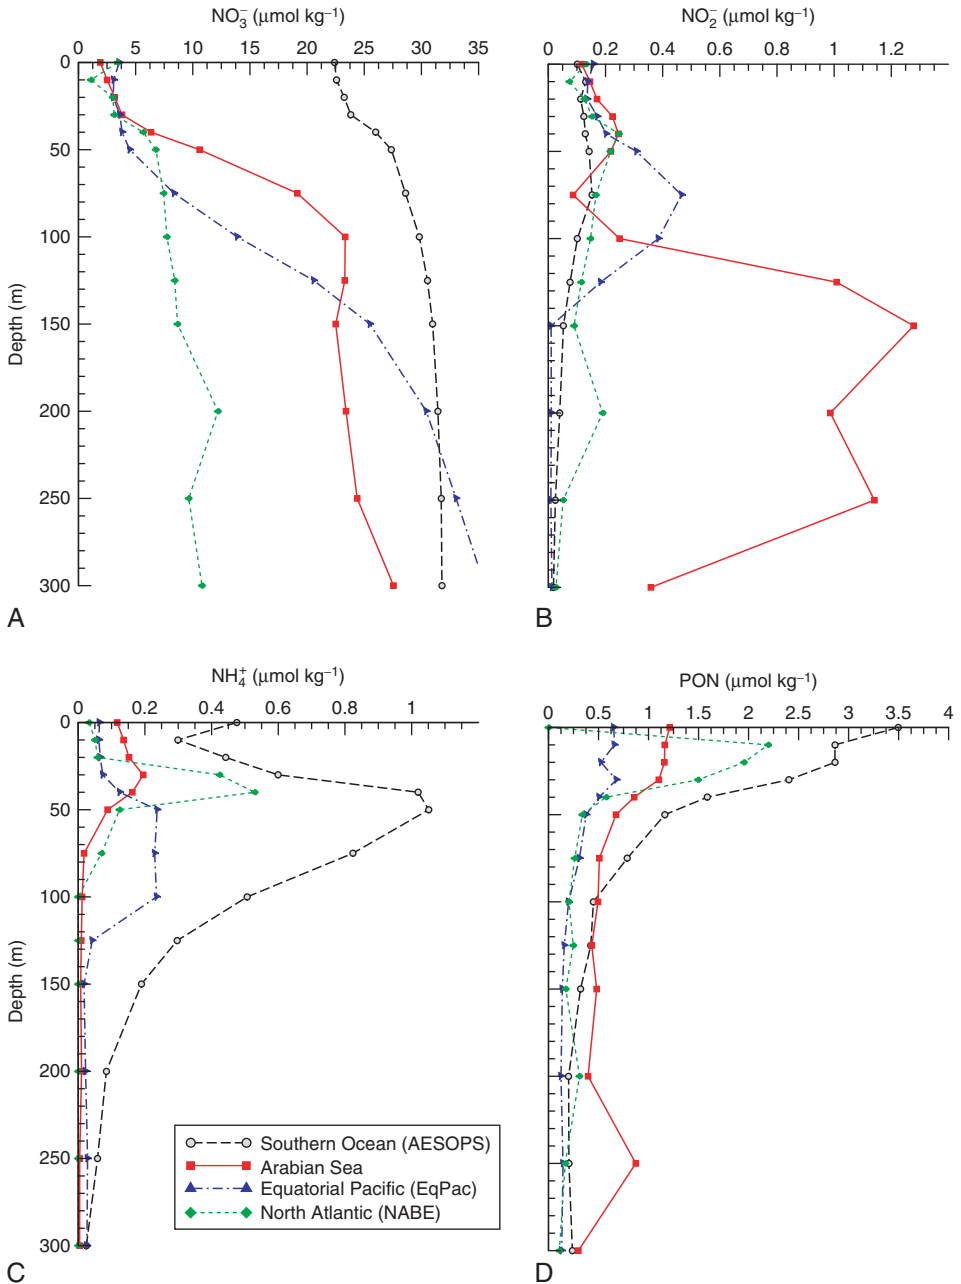 NO₃⁻ (μmol kg⁻¹)
0 5 10 15 20 25 30 35
0
50
100
150
200
250
300
Depth (m)
A
NO₂⁻ (μmol kg⁻¹)
0 0.2 0.4 0.6 0.8 1 1.2
B
NH₄⁺ (μmol kg⁻¹)
0 0.2 0.4 0.6 0.8 1
0
50
100
150
200
250
300
Depth (m)
Southern Ocean (AESOPS)
Arabian Sea
Equatorial Pacific (EqPac)
North Atlantic (NABE)
C
PON (μmol kg⁻¹)
0 0.5 1 1.5 2 2.5 3 3.5 4
D